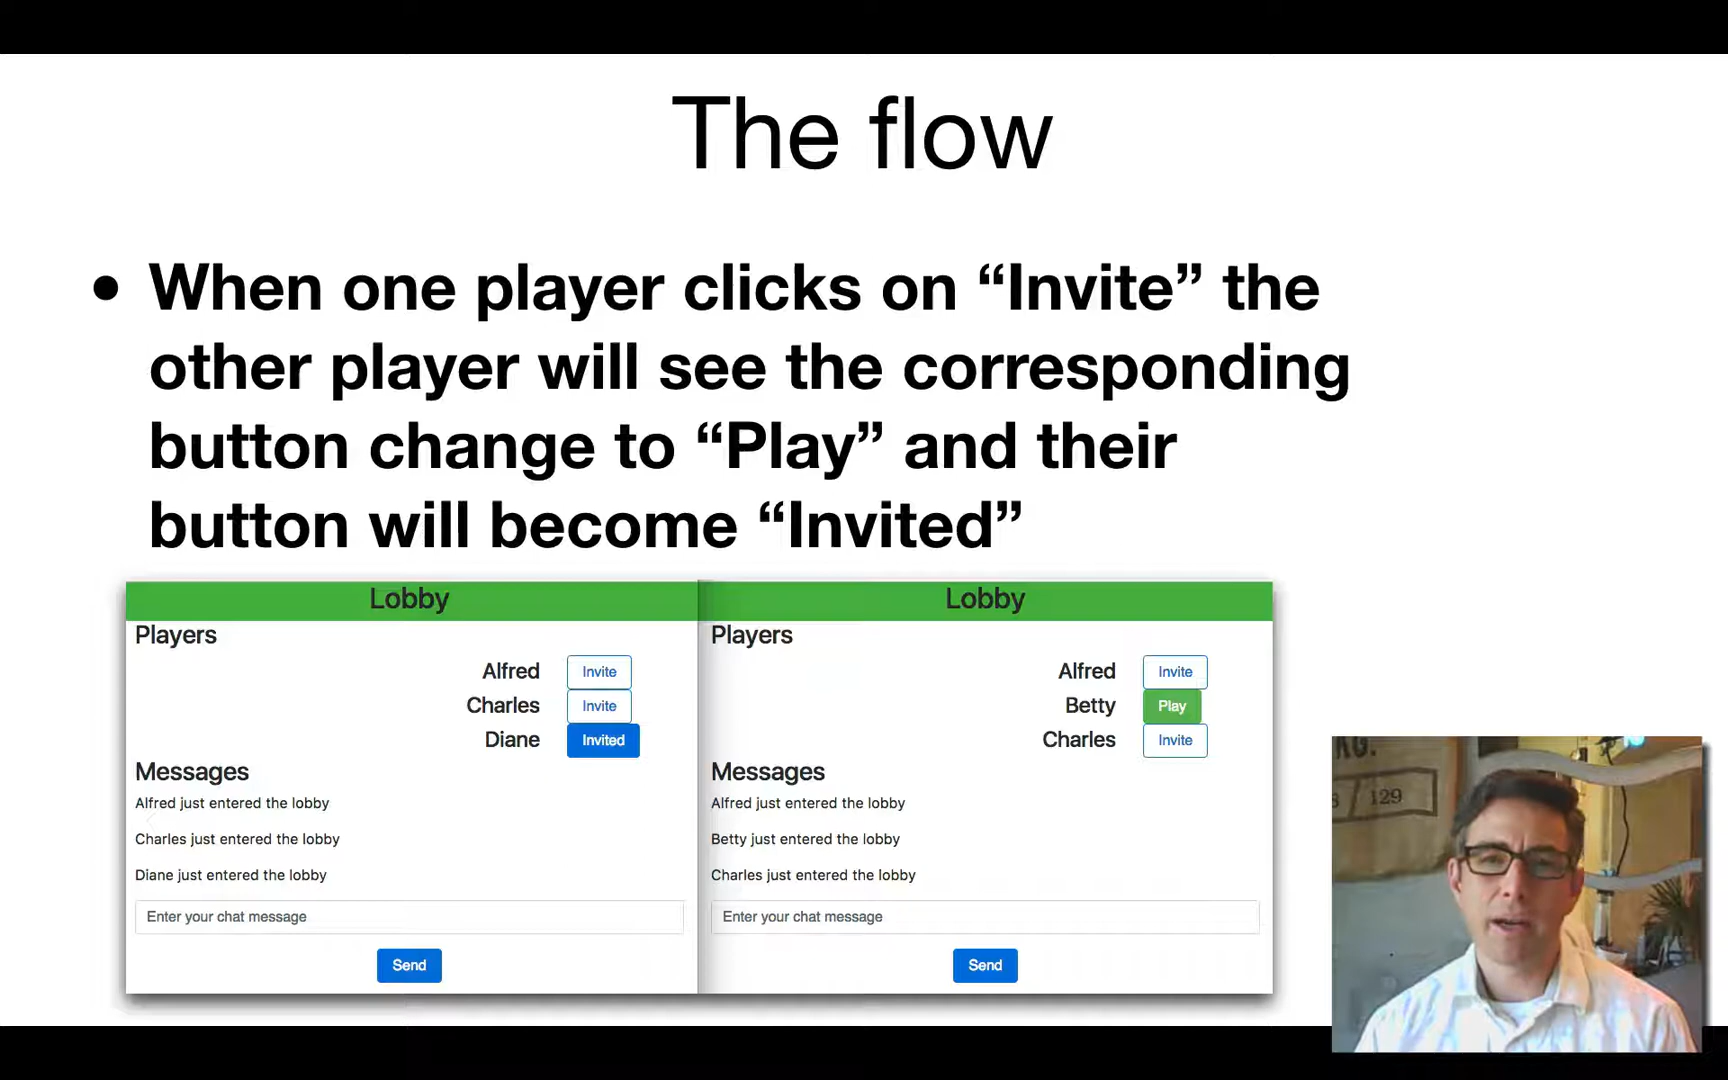 The flow
• When one player clicks on “Invite” the
other player will see the corresponding
button change to “Play” and their
button will become “Invited”
Lobby
Players
Alfred Invite
Charles Invite
Diane Invited
Messages
Alfred just entered the lobby
Charles just entered the lobby
Diane just entered the lobby
Enter your chat message
Send
Lobby
Players
Alfred Invite
Betty Play
Charles Invite
Messages
Alfred just entered the lobby
Betty just entered the lobby
Charles just entered the lobby
Enter your chat message
Send
KG.
129